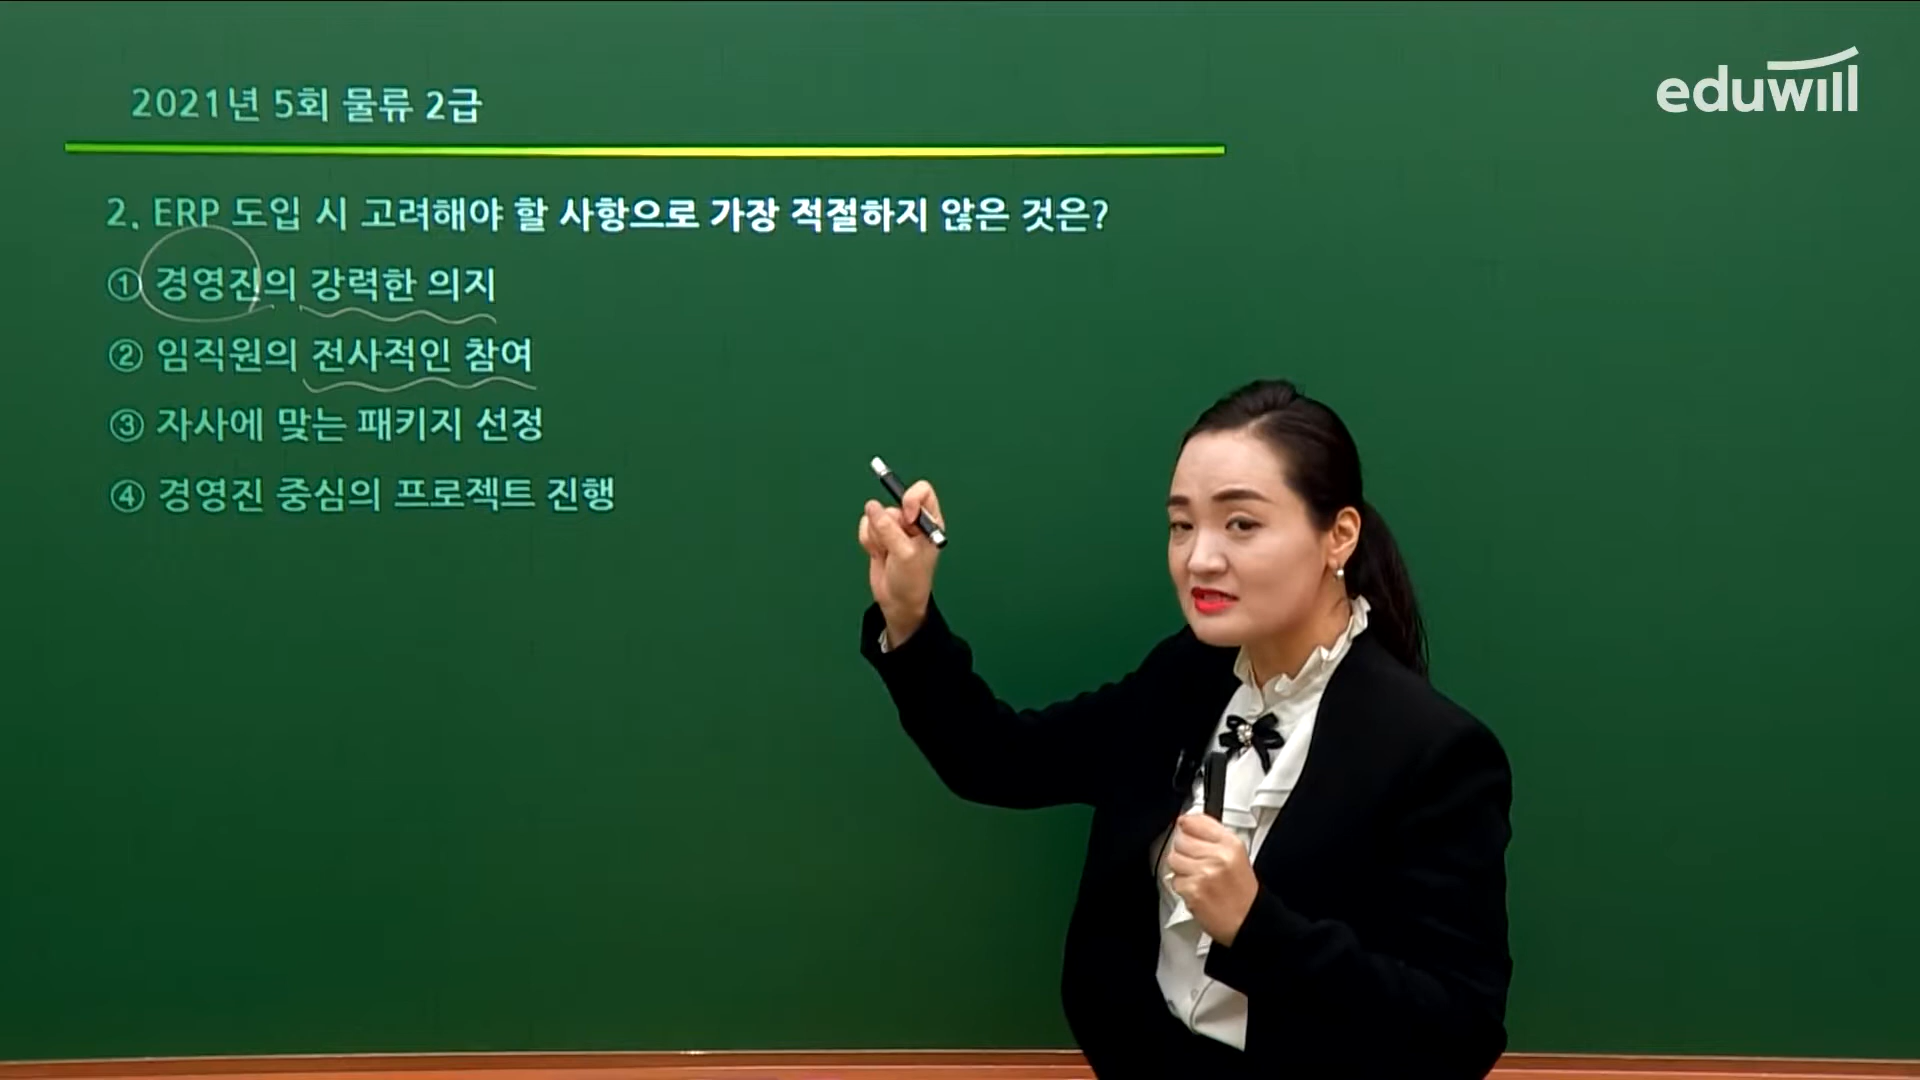 eduwill
2021년 5회 물류 2급
2. ERP 도입 시 고려해야 할 사항으로 가장 적절하지 않은 것은?
① 경영진의 강력한 의지
② 임직원의 전사적인 참여
③ 자사에 맞는 패키지 선정
④ 경영진 중심의 프로젝트 진행